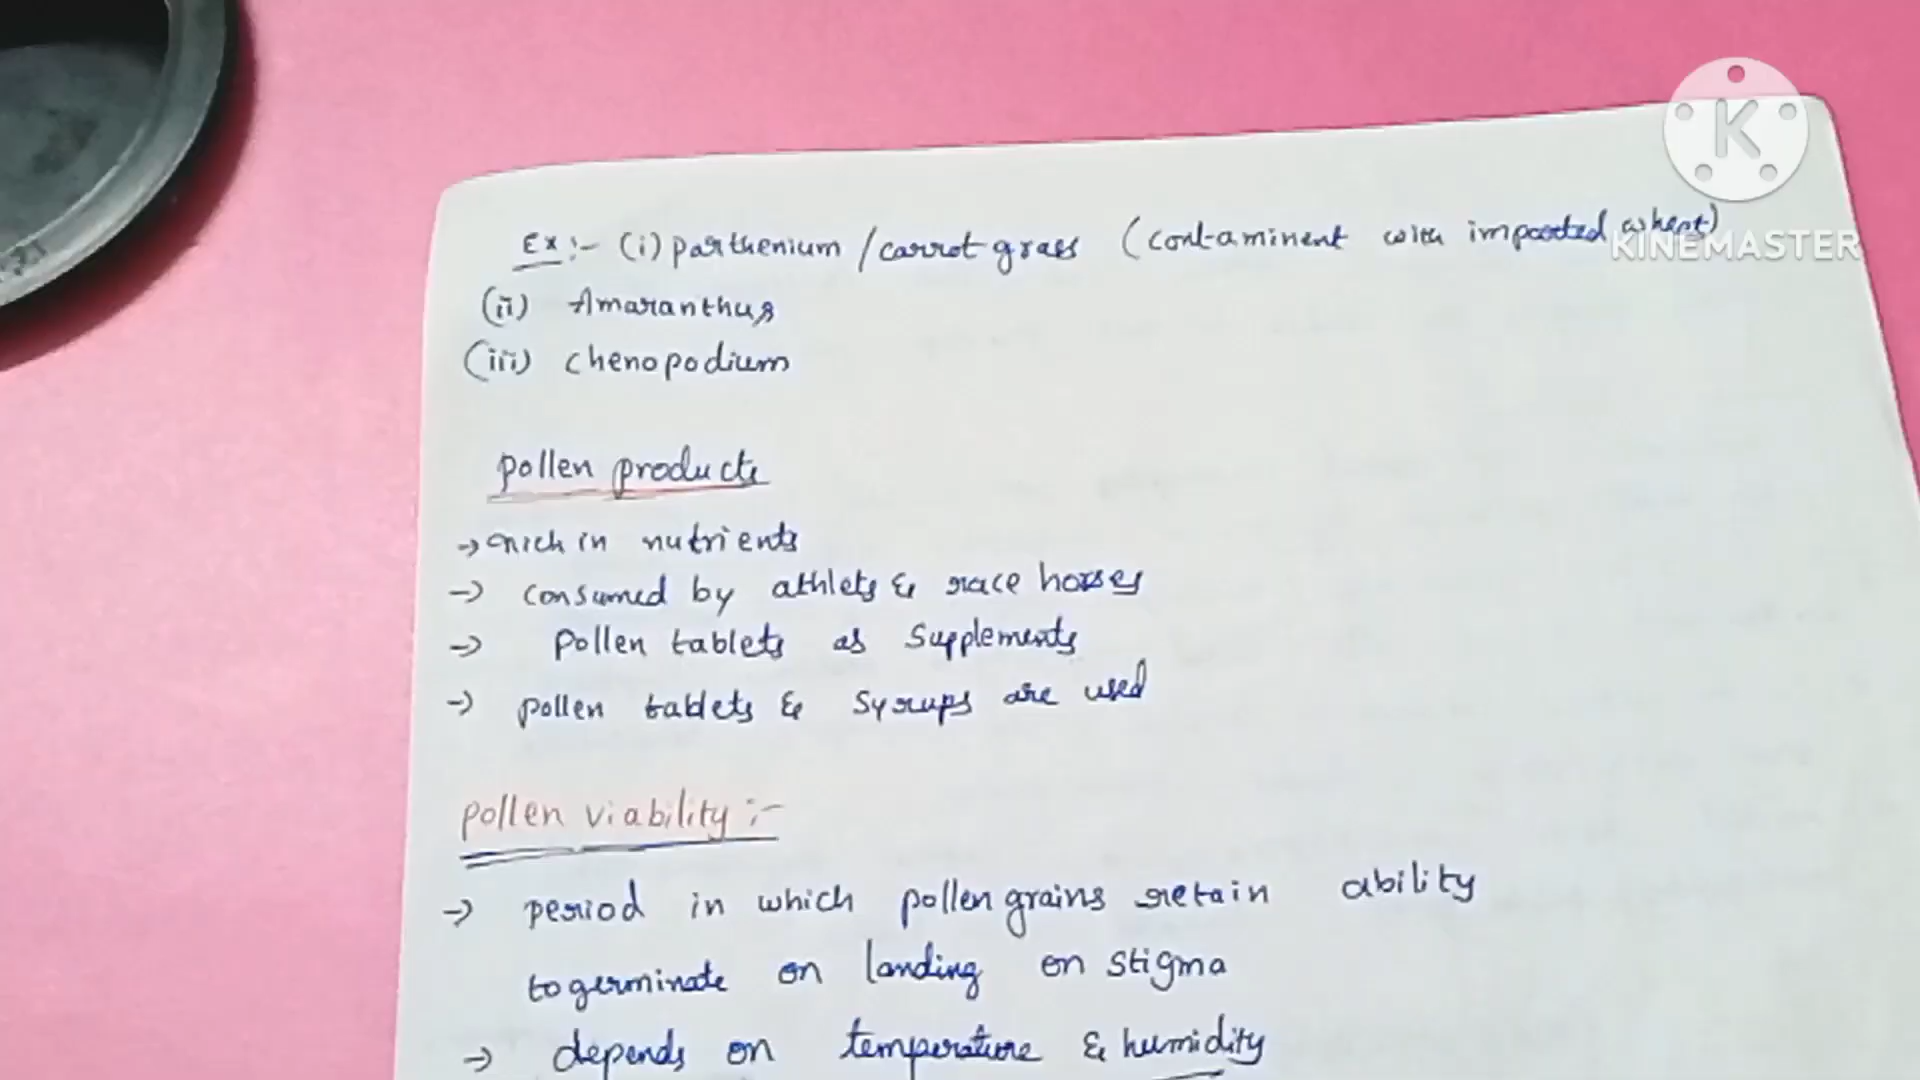 Ex :- (i) parthenium / carrot grass (contaminent with imported wheat)
(ii) Amaranthus
(iii) chenopodium
pollen products
→ rich in nutrients
→ consumed by athlets & race horses
→ pollen tablets as supplements
→ pollen tablets & syrups are used
pollen viability :-
→ period in which pollen grains retain ability
to germinate on landing on stigma
→ depends on temperature & humidity
K
KINEMASTER